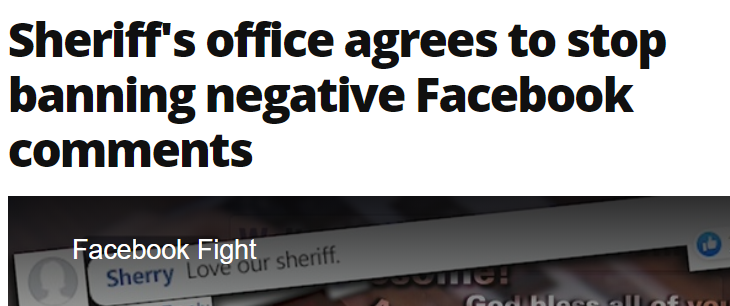 Sheriff's office agrees to stop
banning negative Facebook
comments
Facebook Fight
Sherry Love our sheriff.
God bless all of you